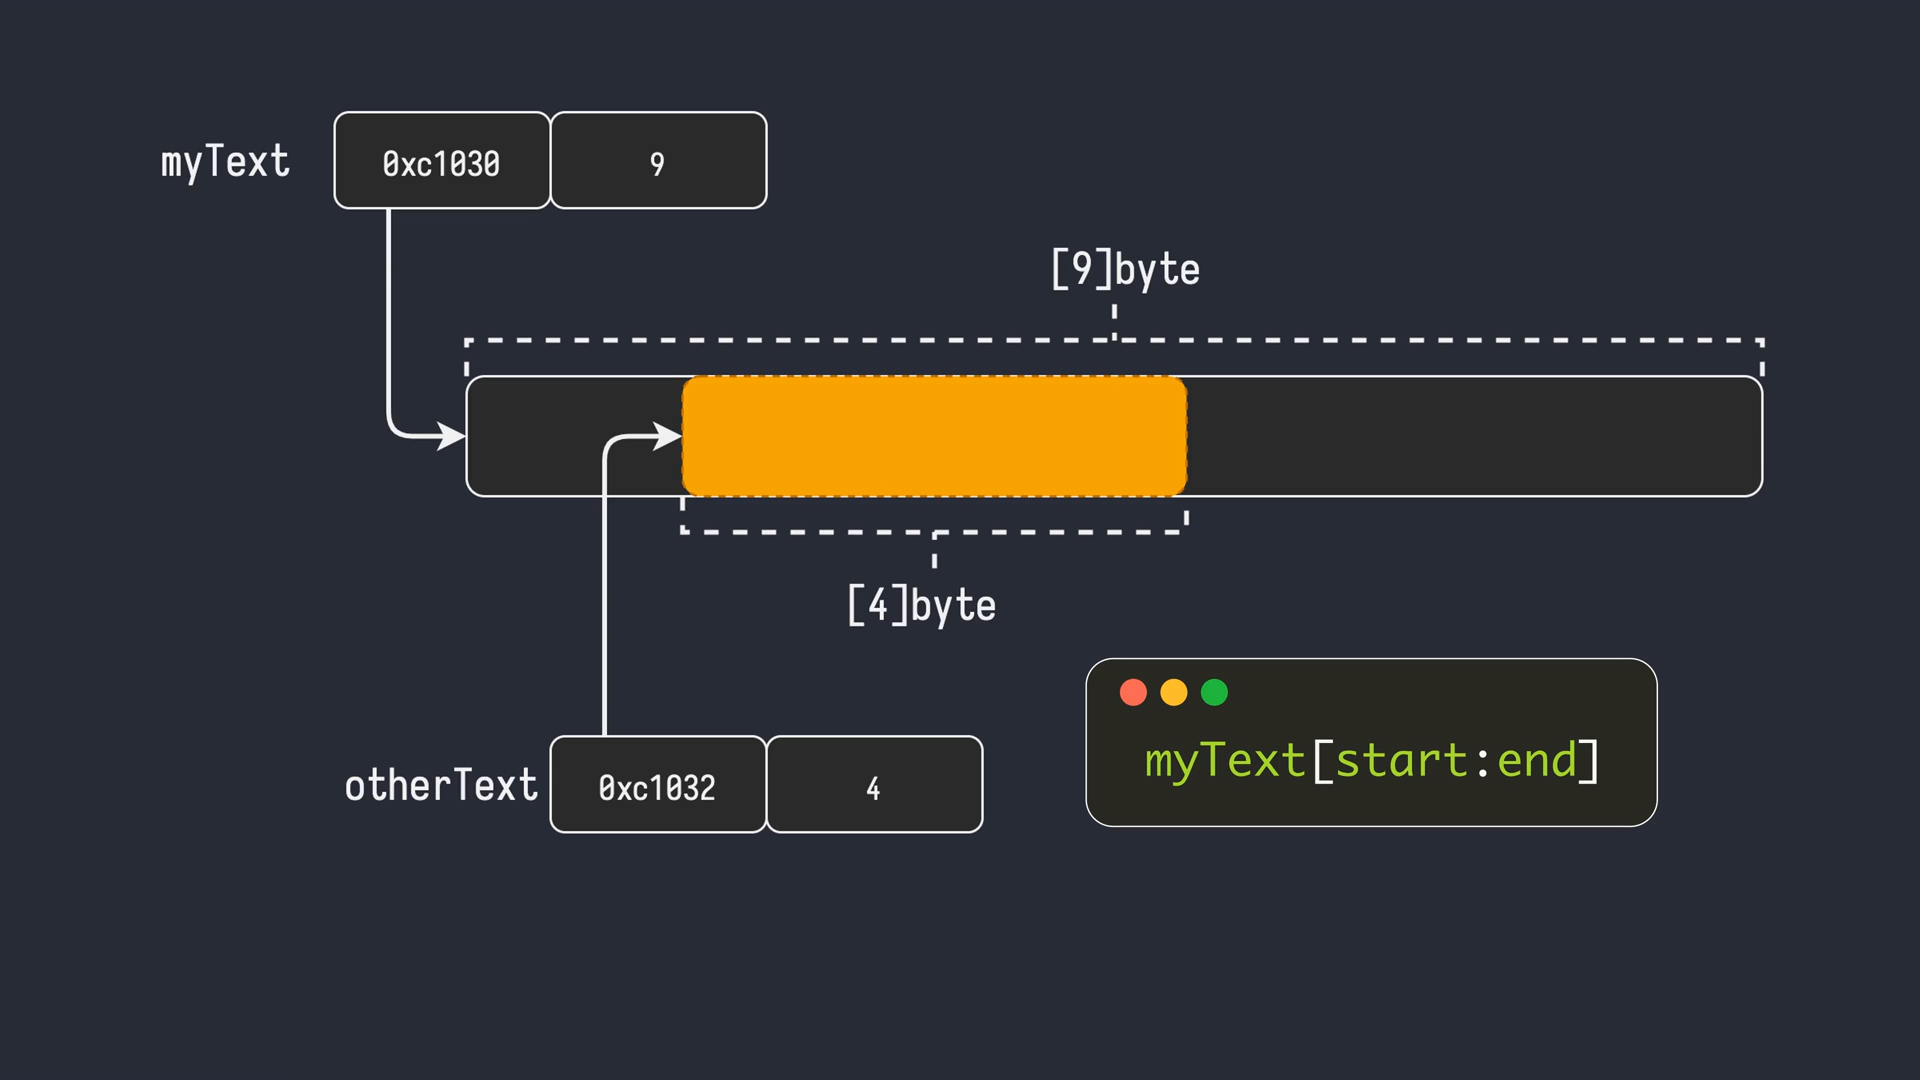 myText 0xc1030 9
[9]byte
[4]byte
otherText 0xc1032 4
myText[start:end]